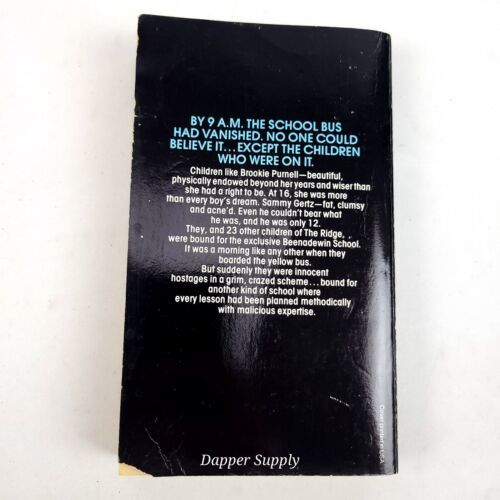 BY 9 A.M. THE SCHOOL BUS
HAD VANISHED. NO ONE COULD
BELIEVE IT...EXCEPT THE CHILDREN
WHO WERE ON IT.
Children like Brookie Purnell—beautiful,
physically endowed beyond her years and wiser than
she had a right to be. At 16, she was more
than every boy's dream. Sammy Gertz—fat, clumsy
and acne'd. Even he couldn't bear what
he was, and he was only 12.
They, and 23 other children of The Ridge,
were bound for the exclusive Beenadewin School.
It was a morning like any other when they
boarded the yellow bus.
But suddenly they were innocent
hostages in a grim, crazed scheme...bound for
another kind of school where
every lesson had been planned methodically
with malicious expertise.
Cover printed in USA
Dapper Supply